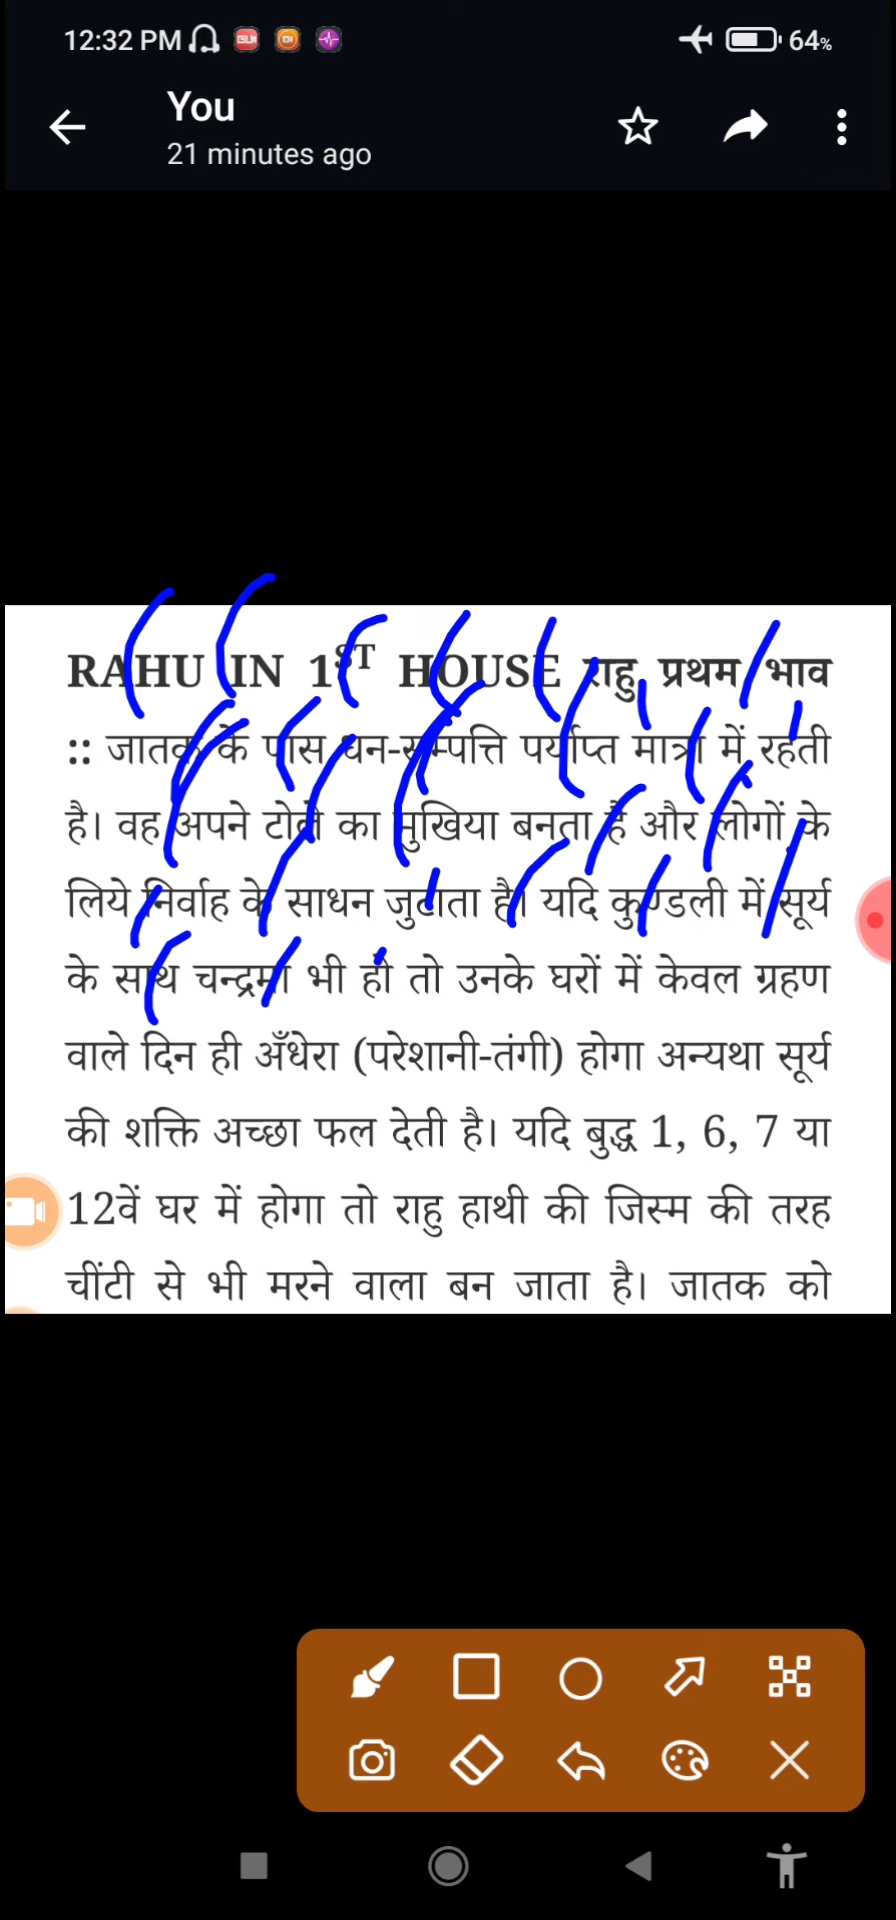 12:32 PM
64%
You
21 minutes ago
RAHU IN 1ST HOUSE राहु प्रथम भाव
:: जातक के पास धन-सम्पत्ति पर्याप्त मात्रा में रहती
है। वह अपने टोले का मुखिया बनता है और लोगों के
लिये निर्वाह के साधन जुटाता है। यदि कुण्डली में सूर्य
के साथ चन्द्रमा भी हो तो उनके घरों में केवल ग्रहण
वाले दिन ही अँधेरा (परेशानी-तंगी) होगा अन्यथा सूर्य
की शक्ति अच्छा फल देती है। यदि बुद्ध 1, 6, 7 या
12वें घर में होगा तो राहु हाथी की जिस्म की तरह
चींटी से भी मरने वाला बन जाता है। जातक को